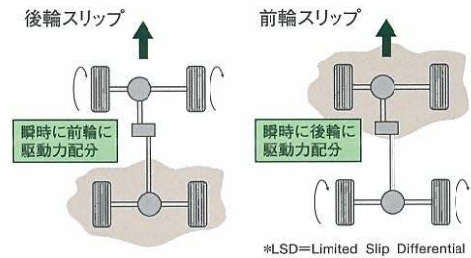 後輪スリップ
瞬時に前輪に
駆動力配分
前輪スリップ
瞬時に後輪に
駆動力配分
*LSD=Limited Slip Differential